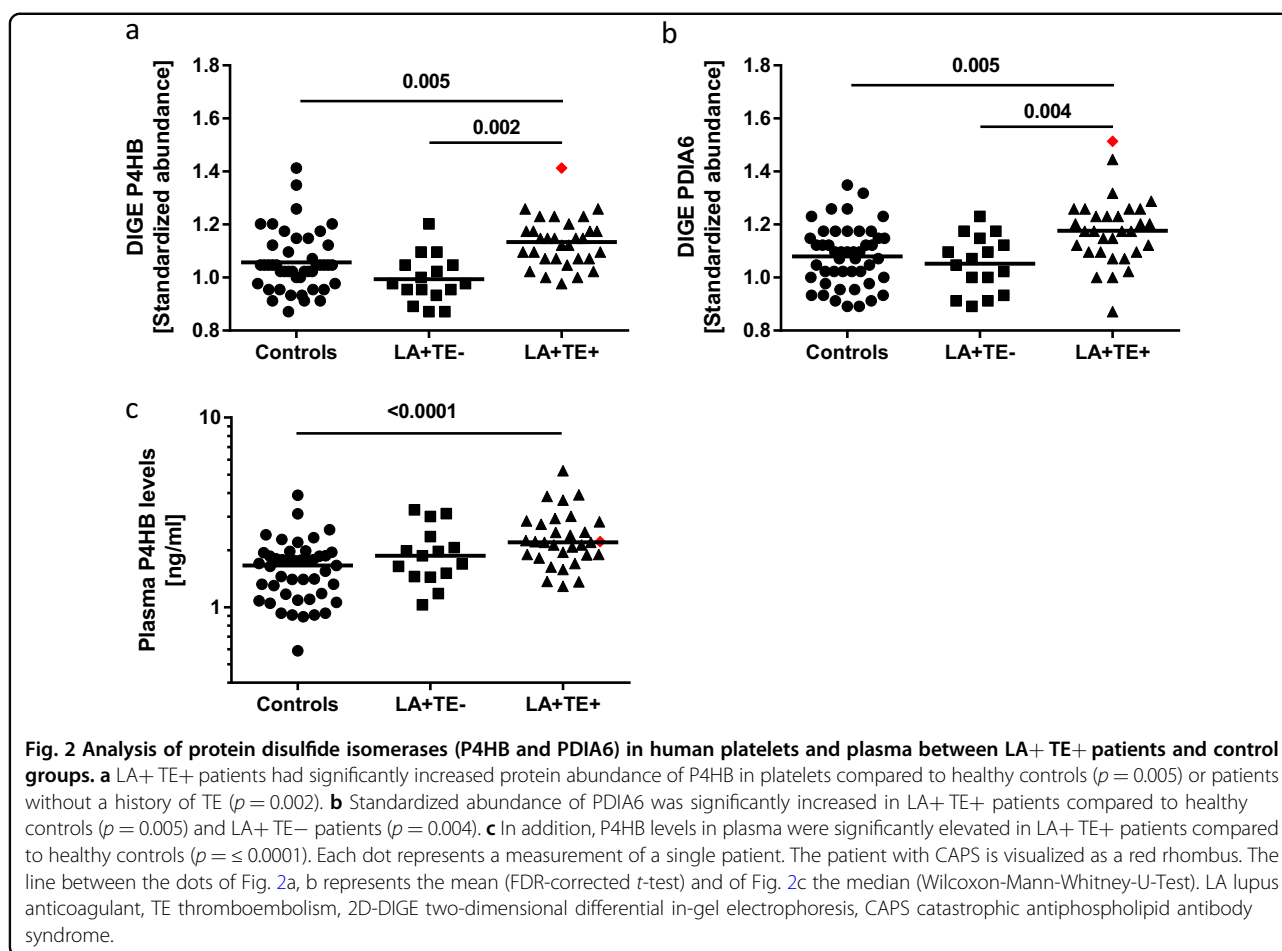 a
1.8
0.005
1.6
0.002
1.4
1.2
1.0
0.8
DIGE P4HB
[Standardized abundance]
Controls LA+TE- LA+TE+
b
1.8
0.005
1.6
0.004
1.4
1.2
1.0
0.8
DIGE PDIA6
[Standardized abundance]
Controls LA+TE- LA+TE+
c
10
<0.0001
1
Plasma P4HB levels
[ng/ml]
Controls LA+TE- LA+TE+
Fig. 2 Analysis of protein disulfide isomerases (P4HB and PDIA6) in human platelets and plasma between LA+ TE+ patients and control
groups. a LA+ TE+ patients had significantly increased protein abundance of P4HB in platelets compared to healthy controls (p = 0.005) or patients
without a history of TE (p = 0.002). b Standardized abundance of PDIA6 was significantly increased in LA+ TE+ patients compared to healthy
controls (p = 0.005) and LA+ TE− patients (p = 0.004). c In addition, P4HB levels in plasma were significantly elevated in LA+ TE+ patients compared
to healthy controls (p = ≤ 0.0001). Each dot represents a measurement of a single patient. The patient with CAPS is visualized as a red rhombus. The
line between the dots of Fig. 2a, b represents the mean (FDR-corrected t-test) and of Fig. 2c the median (Wilcoxon-Mann-Whitney-U-Test). LA lupus
anticoagulant, TE thromboembolism, 2D-DIGE two-dimensional differential in-gel electrophoresis, CAPS catastrophic antiphospholipid antibody
syndrome.